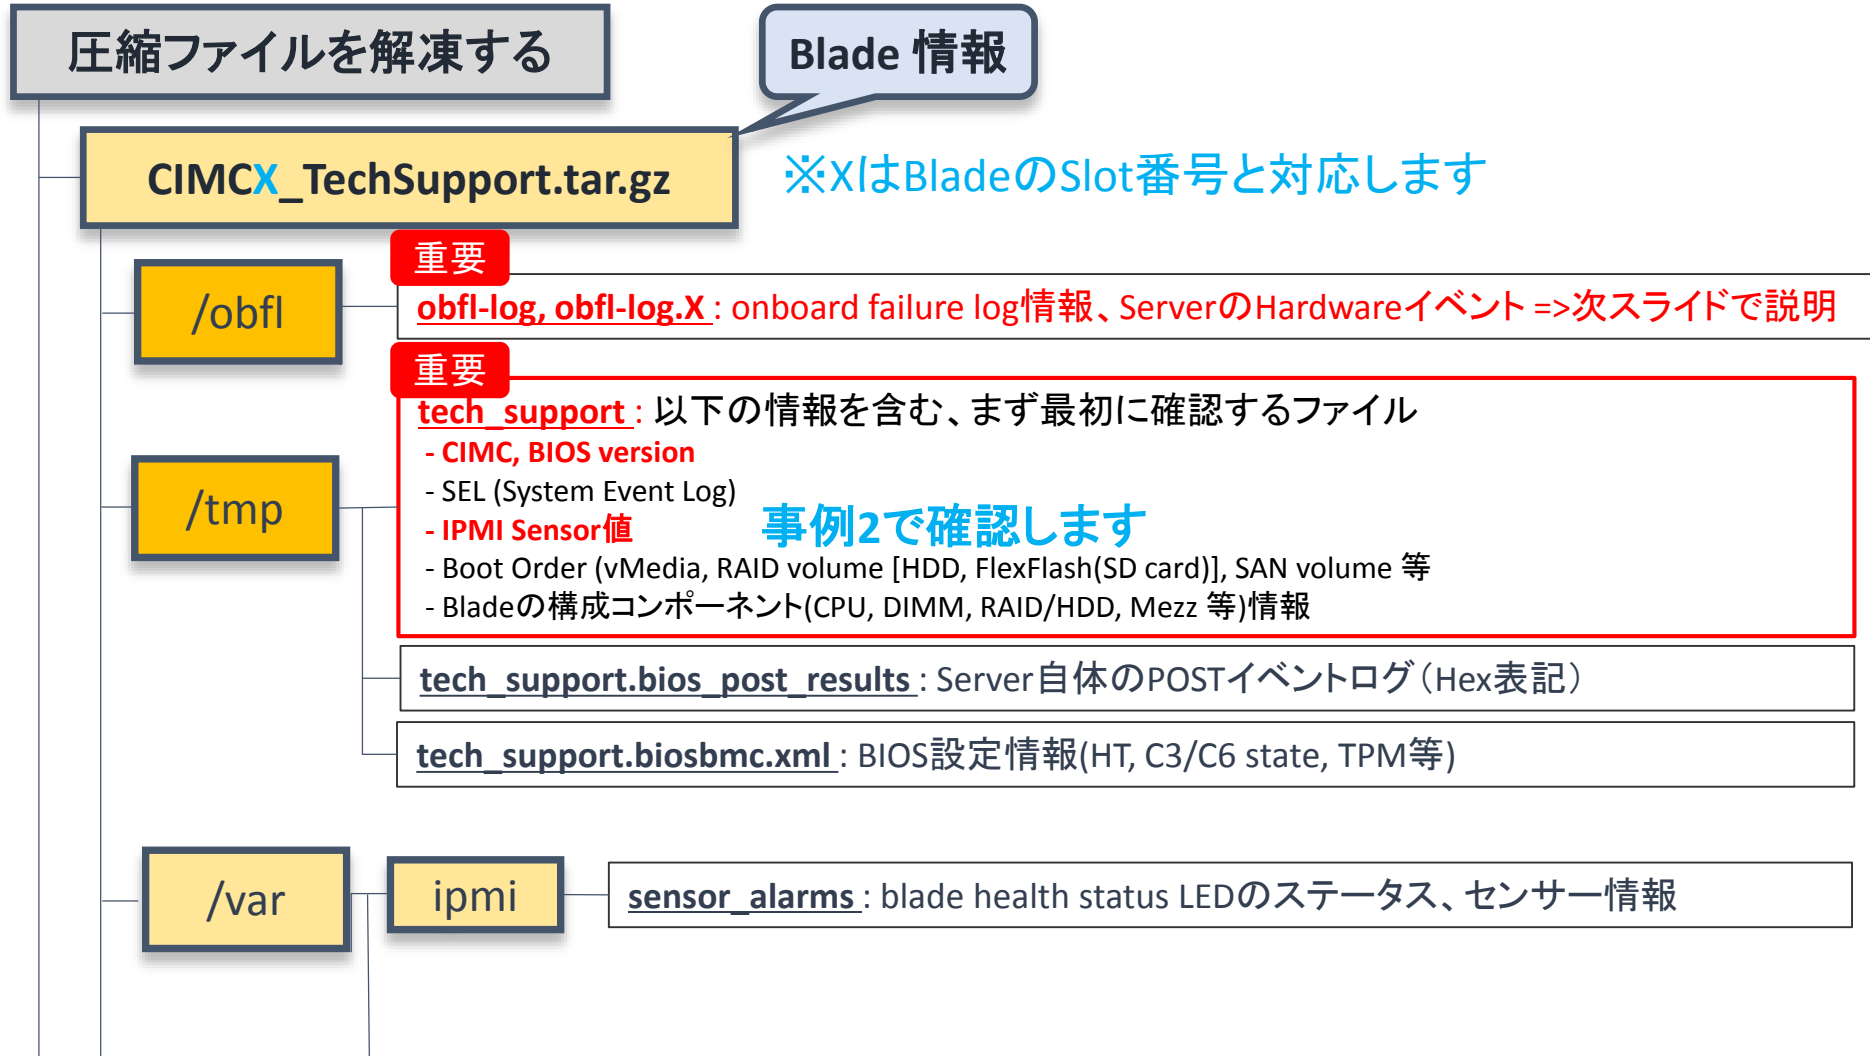 圧縮ファイルを解凍する
Blade 情報
CIMCX_TechSupport.tar.gz
※XはBladeのSlot番号と対応します
重要
/obfl
obfl-log, obfl-log.X : onboard failure log情報、ServerのHardwareイベント =>次スライドで説明
重要
tech_support : 以下の情報を含む、まず最初に確認するファイル
- CIMC, BIOS version
- SEL (System Event Log)
/tmp
- IPMI Sensor値
事例2で確認します
- Boot Order (vMedia, RAID volume [HDD, FlexFlash(SD card)], SAN volume 等
- Bladeの構成コンポーネント(CPU, DIMM, RAID/HDD, Mezz 等)情報
tech_support.bios_post_results : Server自体のPOSTイベントログ（Hex表記）
tech_support.biosbmc.xml : BIOS設定情報(HT, C3/C6 state, TPM等)
/var
ipmi
sensor_alarms : blade health status LEDのステータス、センサー情報